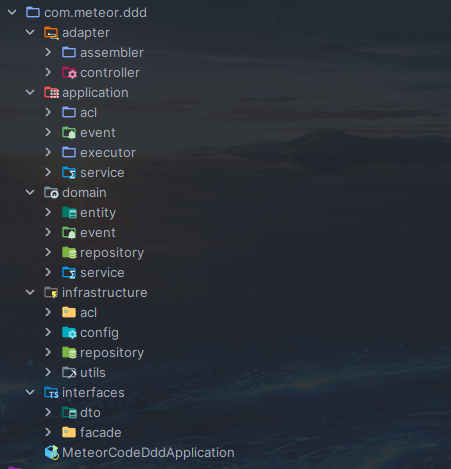 com.meteor.ddd
adapter
assembler
controller
application
acl
event
executor
service
domain
entity
event
repository
service
infrastructure
acl
config
repository
utils
interfaces
TS
dto
facade
MeteorCodeDddApplication